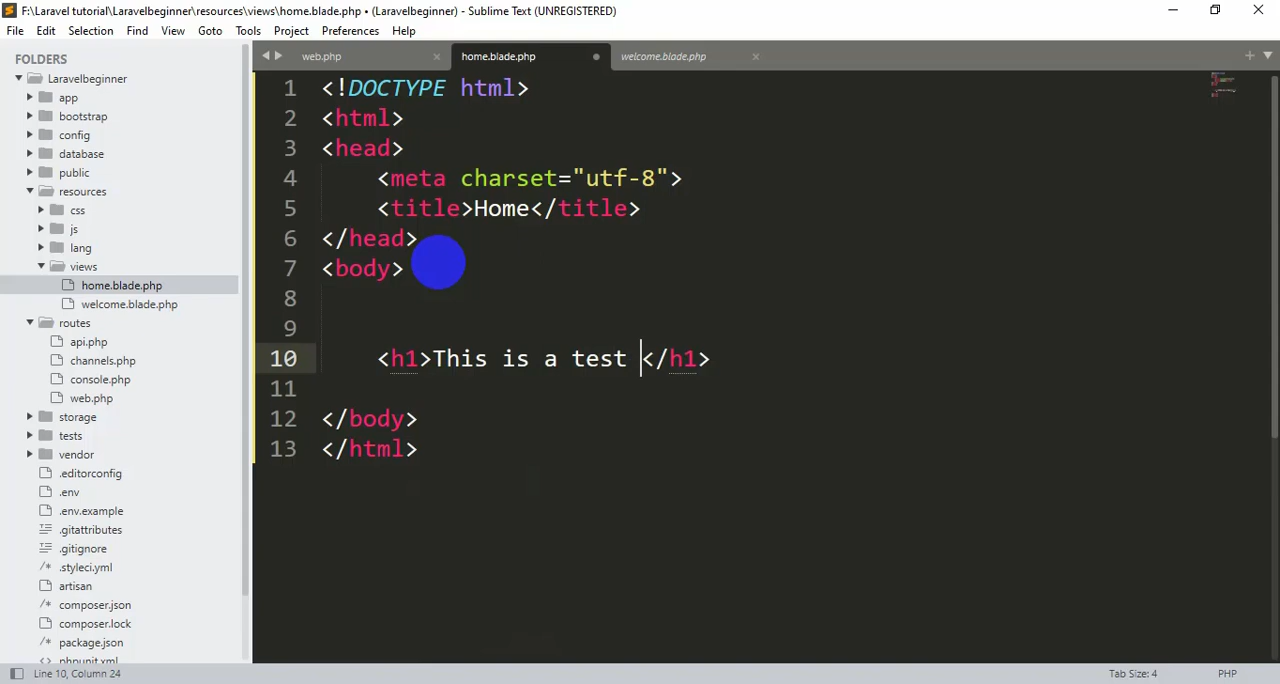 F:\Laravel tutorial\Laravelbeginner\resources\views\home.blade.php • (Laravelbeginner) - Sublime Text (UNREGISTERED)
File Edit Selection Find View Goto Tools Project Preferences Help
FOLDERS
Laravelbeginner
app
bootstrap
config
database
public
resources
css
js
lang
views
home.blade.php
welcome.blade.php
routes
api.php
channels.php
console.php
web.php
storage
tests
vendor
.editorconfig
.env
.env.example
.gitattributes
.gitignore
.styleci.yml
artisan
composer.json
composer.lock
package.json
phpunit.xml
web.php home.blade.php welcome.blade.php
1 <!DOCTYPE html>
2 <html>
3 <head>
4 <meta charset="utf-8">
5 <title>Home</title>
6 </head>
7 <body>
8
9
10 <h1>This is a test </h1>
11
12 </body>
13 </html>
Line 10, Column 24 Tab Size: 4 PHP